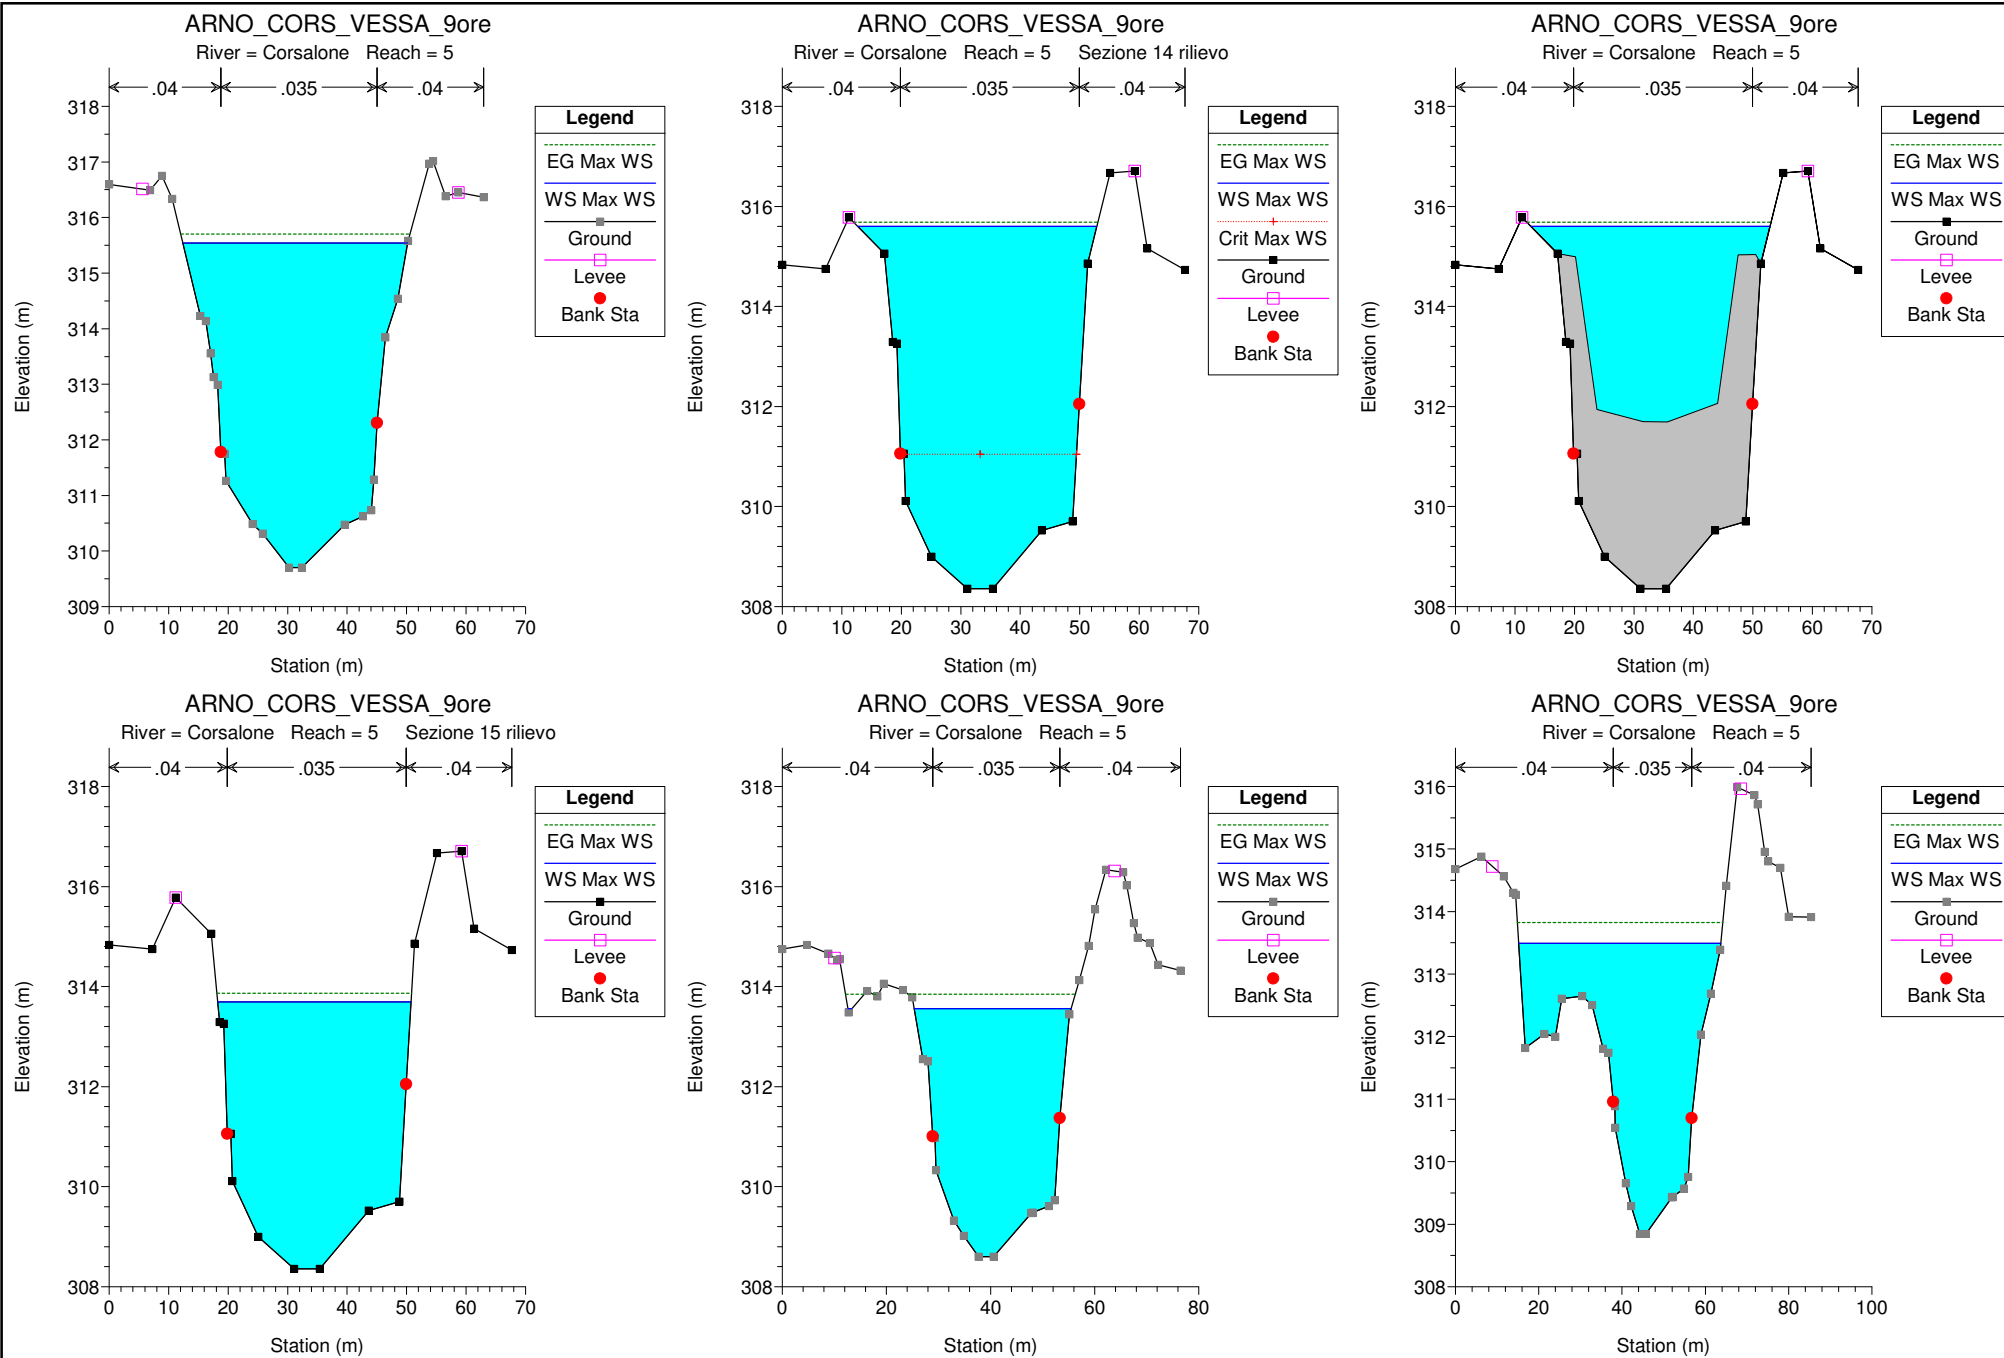 ARNO_CORS_VESSA_9ore
River = Corsalone Reach = 5
.04 .035 .04
318
317
316
315
314
313
312
311
310
309
0 10 20 30 40 50 60 70
Station (m)
Elevation (m)
Legend
EG Max WS
WS Max WS
Ground
Levee
Bank Sta
ARNO_CORS_VESSA_9ore
River = Corsalone Reach = 5 Sezione 14 rilievo
.04 .035 .04
318
316
314
312
310
308
0 10 20 30 40 50 60 70
Station (m)
Elevation (m)
Legend
EG Max WS
WS Max WS
Crit Max WS
Ground
Levee
Bank Sta
ARNO_CORS_VESSA_9ore
River = Corsalone Reach = 5
.04 .035 .04
318
316
314
312
310
308
0 10 20 30 40 50 60 70
Station (m)
Elevation (m)
Legend
EG Max WS
WS Max WS
Ground
Levee
Bank Sta
ARNO_CORS_VESSA_9ore
River = Corsalone Reach = 5 Sezione 15 rilievo
.04 .035 .04
318
316
314
312
310
308
0 10 20 30 40 50 60 70
Station (m)
Elevation (m)
Legend
EG Max WS
WS Max WS
Ground
Levee
Bank Sta
ARNO_CORS_VESSA_9ore
River = Corsalone Reach = 5
.04 .035 .04
318
316
314
312
310
308
0 20 40 60 80
Station (m)
Elevation (m)
Legend
EG Max WS
WS Max WS
Ground
Levee
Bank Sta
ARNO_CORS_VESSA_9ore
River = Corsalone Reach = 5
.04 .035 .04
316
315
314
313
312
311
310
309
308
0 20 40 60 80 100
Station (m)
Elevation (m)
Legend
EG Max WS
WS Max WS
Ground
Levee
Bank Sta